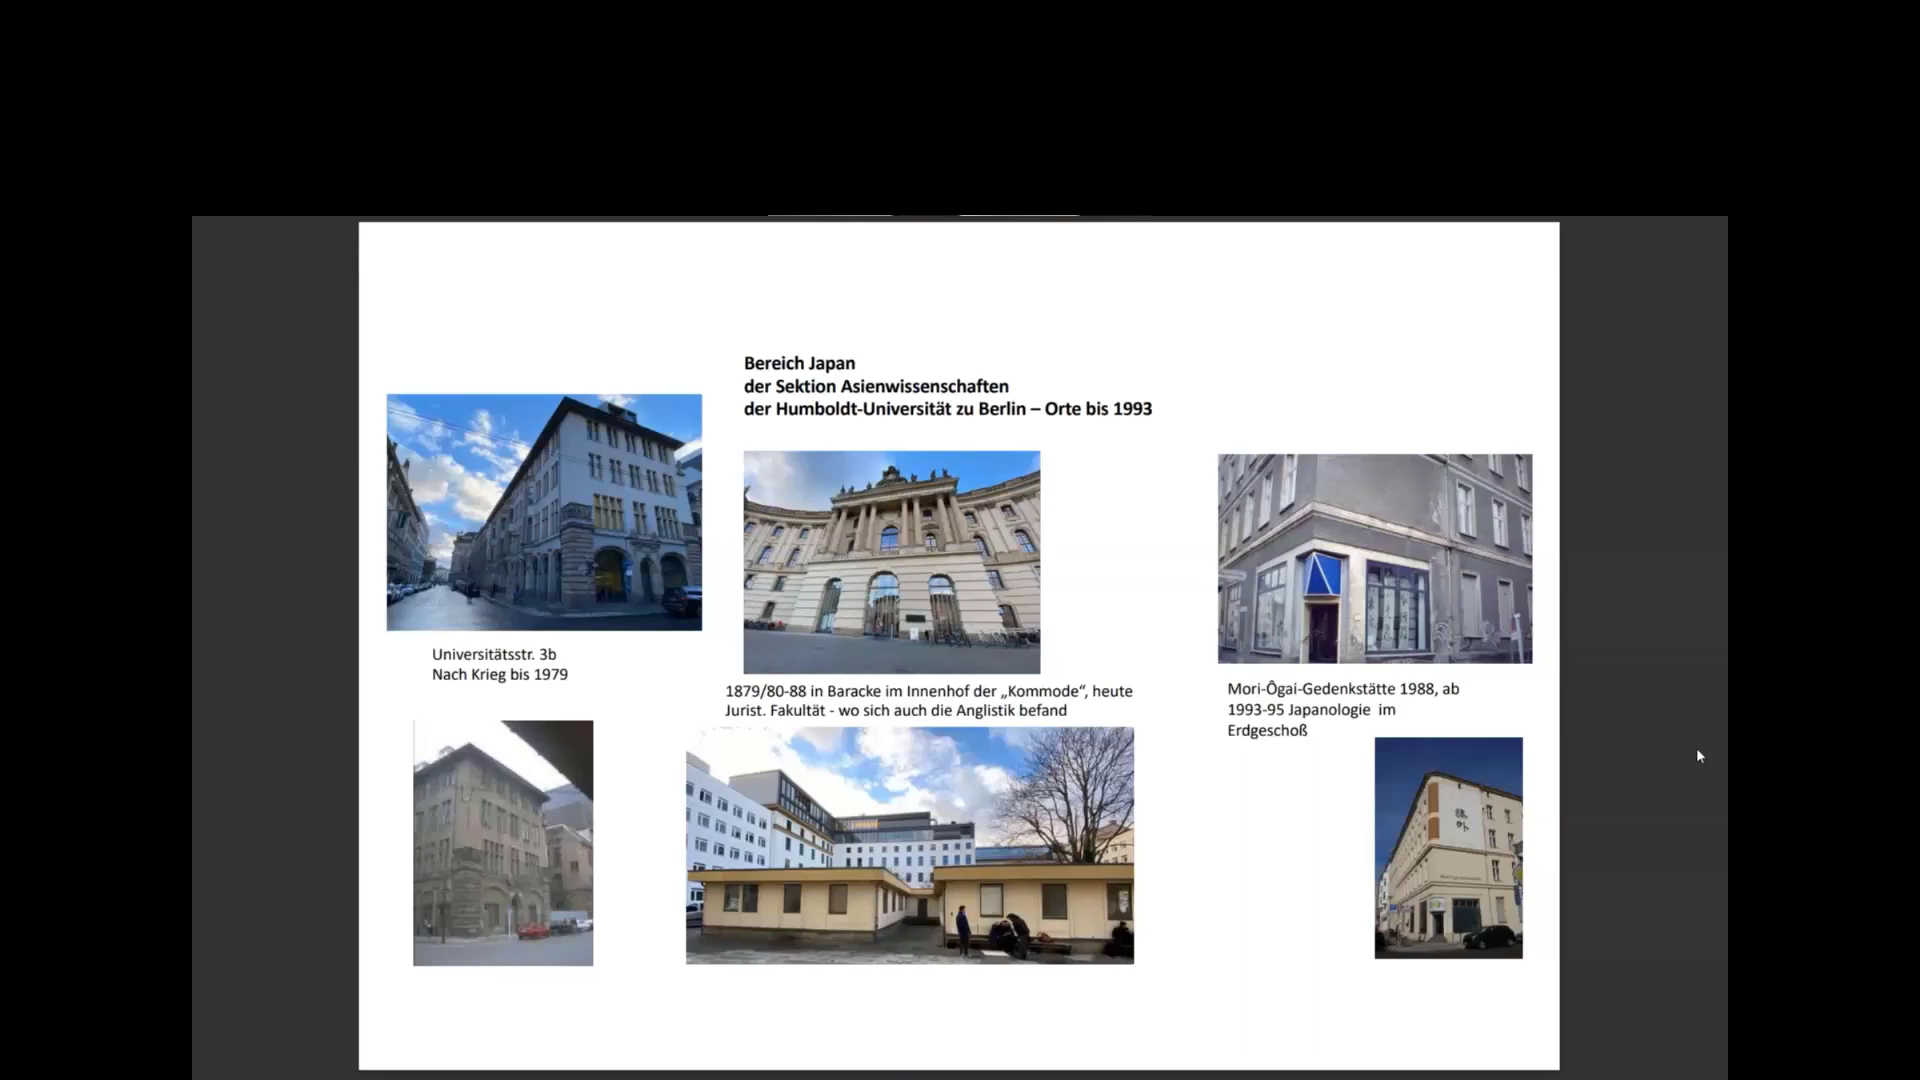 Bereich Japan
der Sektion Asienwissenschaften
der Humboldt-Universität zu Berlin – Orte bis 1993
Universitätsstr. 3b
Nach Krieg bis 1979
1879/80-88 in Baracke im Innenhof der „Kommode“, heute
Jurist. Fakultät - wo sich auch die Anglistik befand
Mori-Ôgai-Gedenkstätte 1988, ab
1993-95 Japanologie  im
Erdgeschoß
鷗
外